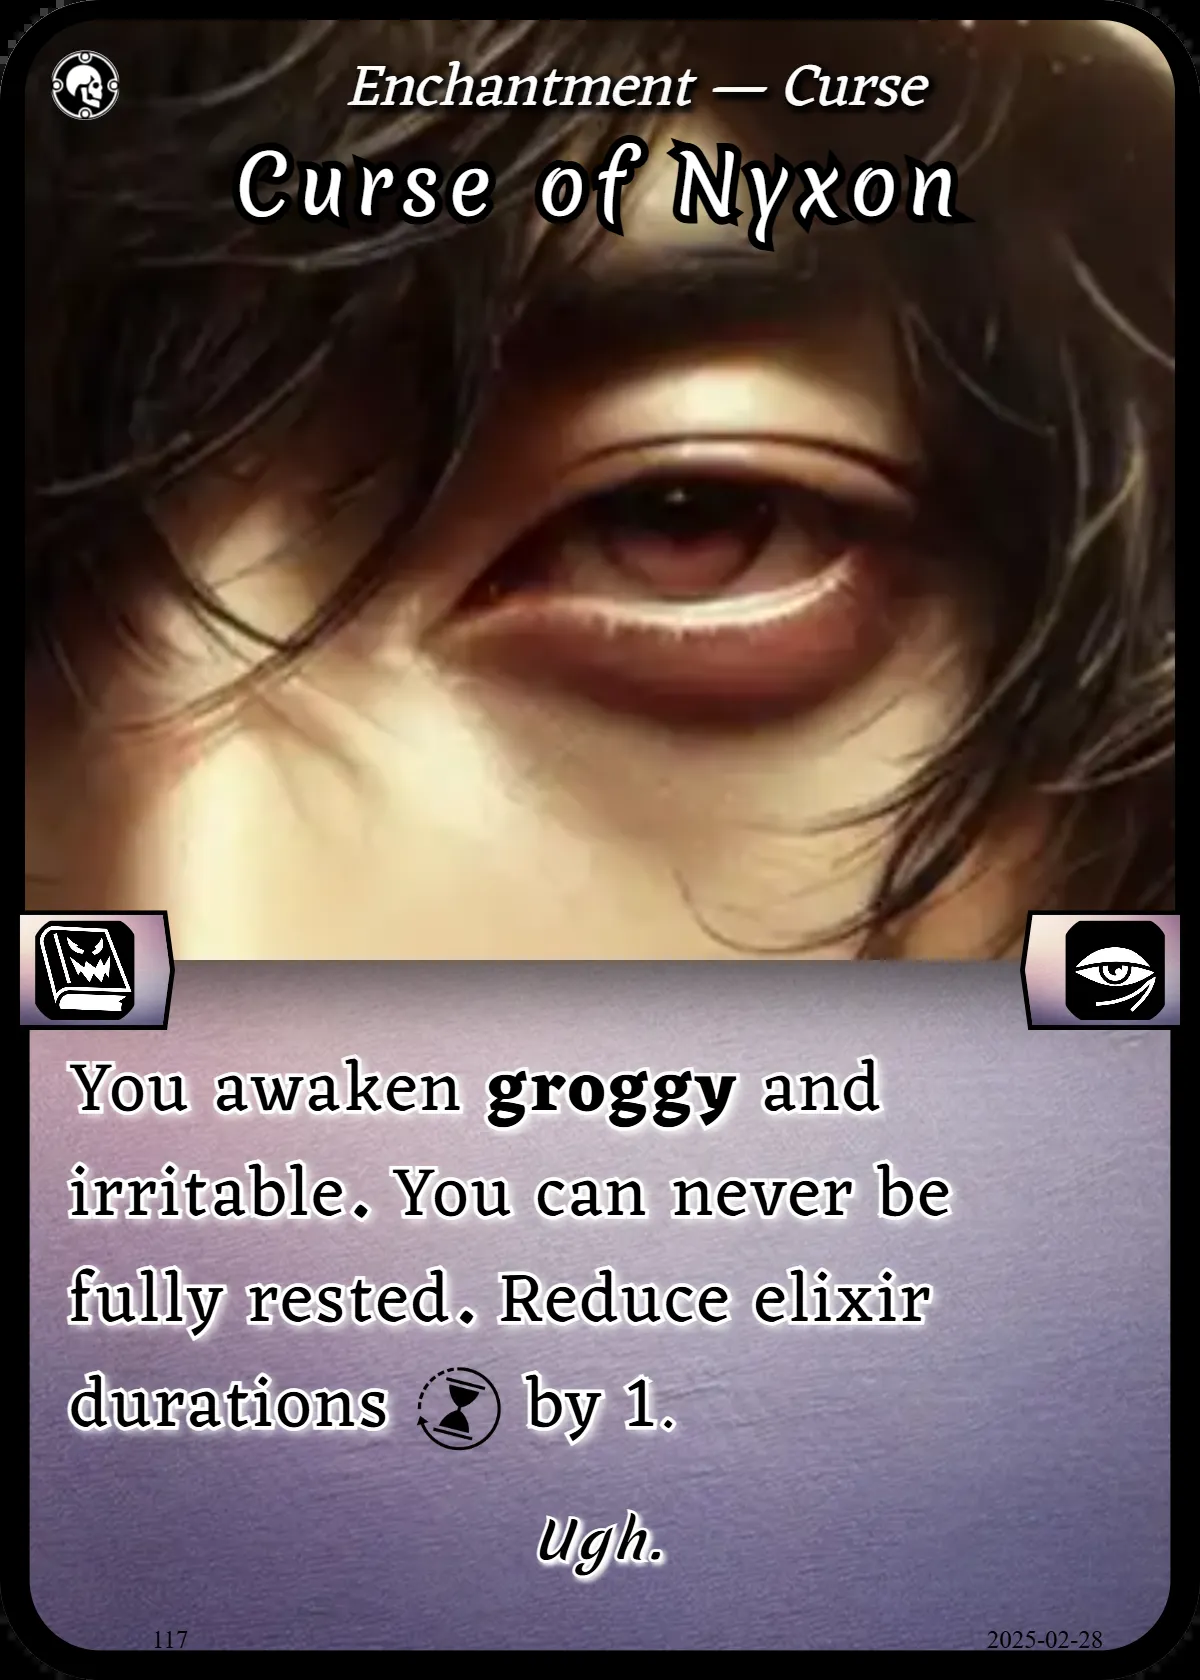 Enchantment — Curse
Curse of Nyxon
You awaken groggy and
irritable. You can never be
fully rested. Reduce elixir
durations by 1.
Ugh.
117
2025-02-28